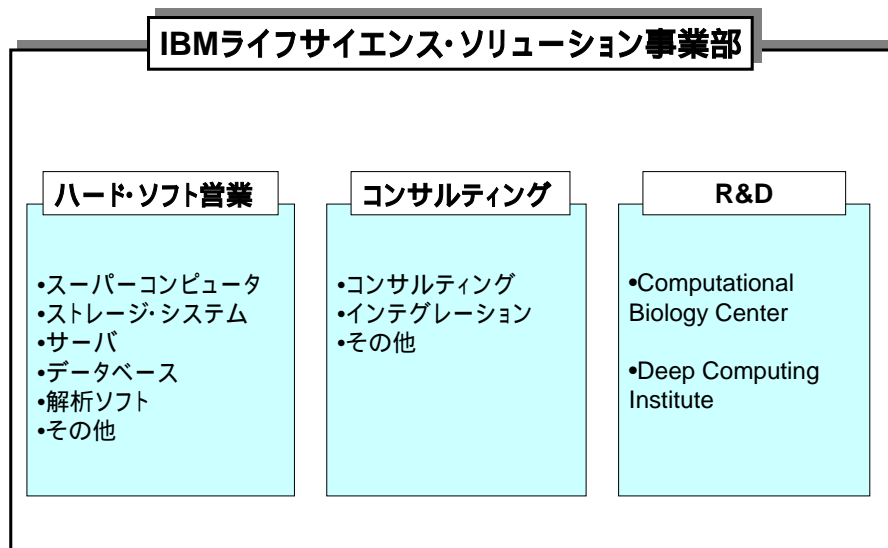 IBMライフサイエンス・ソリューション事業部
ハード・ソフト営業
•スーパーコンピュータ
•ストレージ・システム
•サーバ
•データベース
•解析ソフト
•その他
コンサルティング
•コンサルティング
•インテグレーション
•その他
R&D
•Computational
Biology Center
•Deep Computing
Institute